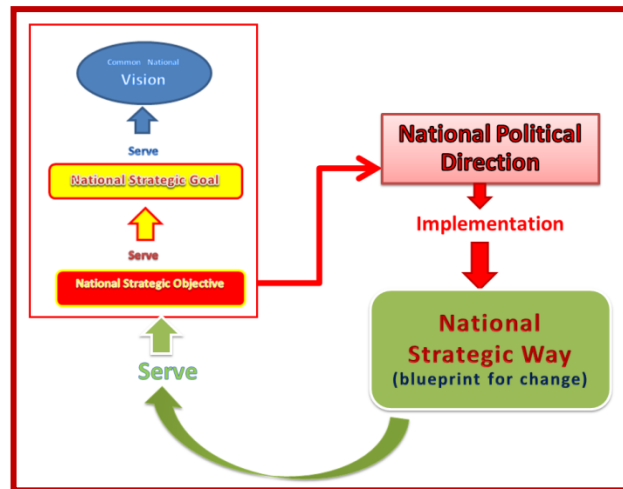 Common National
Vision
Serve
National Strategic Goal
Serve
National Strategic Objective
Serve
National Political
Direction
Implementation
National
Strategic Way
(blueprint for change)